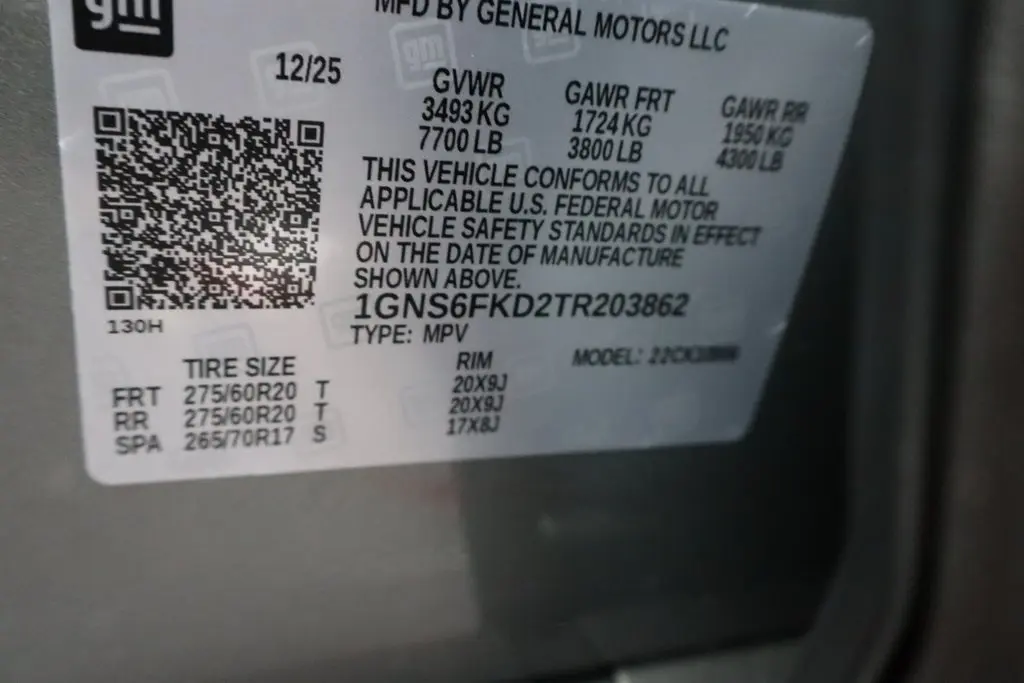 gm
MFD BY GENERAL MOTORS LLC
12/25
GVWR GAWR FRT GAWR RR
3493 KG 1724 KG 1950 KG
7700 LB 3800 LB 4300 LB
THIS VEHICLE CONFORMS TO ALL
APPLICABLE U.S. FEDERAL MOTOR
VEHICLE SAFETY STANDARDS IN EFFECT
ON THE DATE OF MANUFACTURE
SHOWN ABOVE.
1GNS6FKD2TR203862
130H
TYPE: MPV
TIRE SIZE RIM MODEL:
FRT 275/60R20 T 20X9J
RR 275/60R20 T 20X9J
SPA 265/70R17 S 17X8J